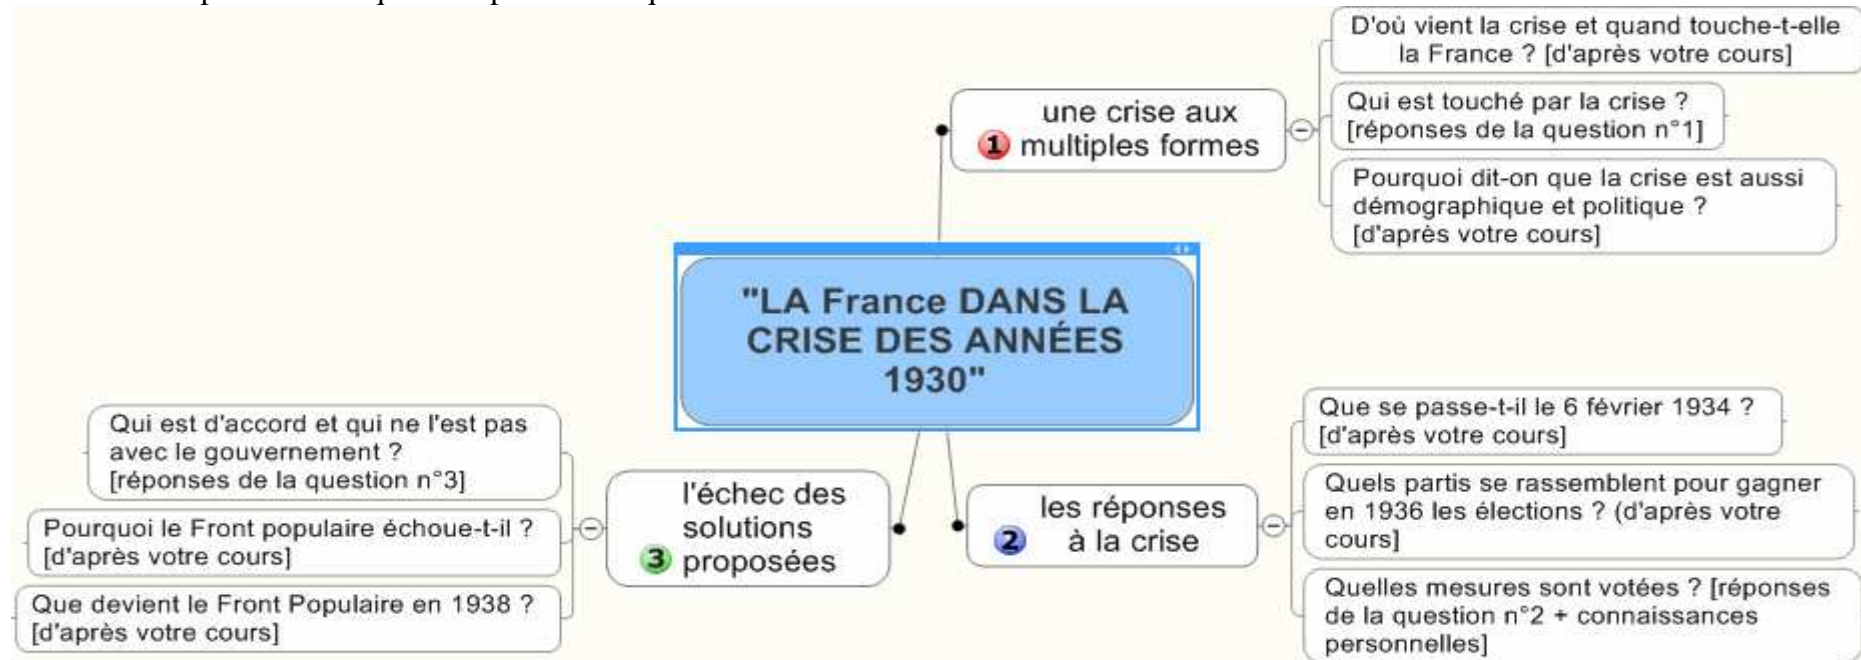 "LA France DANS LA
CRISE DES ANNÉES
1930"
1
une crise aux
multiples formes
D'où vient la crise et quand touche-t-elle
la France ? [d'après votre cours]
Qui est touché par la crise ?
[réponses de la question n°1]
Pourquoi dit-on que la crise est aussi
démographique et politique ?
[d'après votre cours]
2
les réponses
à la crise
Que se passe-t-il le 6 février 1934 ?
[d'après votre cours]
Quels partis se rassemblent pour gagner
en 1936 les élections ? (d'après votre
cours]
Quelles mesures sont votées ? [réponses
de la question n°2 + connaissances
personnelles]
3
l'échec des
solutions
proposées
Qui est d'accord et qui ne l'est pas
avec le gouvernement ?
[réponses de la question n°3]
Pourquoi le Front populaire échoue-t-il ?
[d'après votre cours]
Que devient le Front Populaire en 1938 ?
[d'après votre cours]